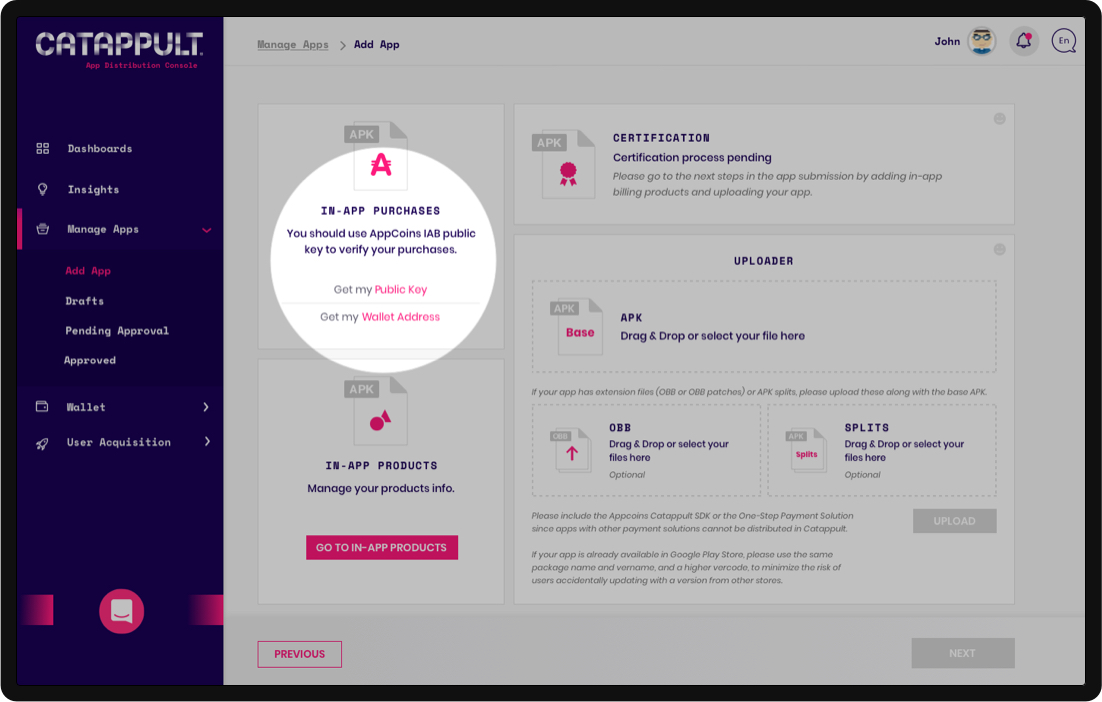 CATAPPULT
App Distribution Console
Dashboards
Insights
Manage Apps
Add App
Drafts
Pending Approval
Approved
Wallet
User Acquisition
Manage Apps > Add App
John
En
APK
IN-APP PURCHASES
You should use AppCoins IAB public
key to verify your purchases.
Get my Public Key
Get my Wallet Address
APK
IN-APP PRODUCTS
Manage your products info.
GO TO IN-APP PRODUCTS
APK
CERTIFICATION
Certification process pending
Please go to the next steps in the app submission by adding in-app
billing products and uploading your app.
UPLOADER
APK
Base
APK
Drag & Drop or select your file here
If your app has extension files (OBB or OBB patches) or APK splits, please upload these along with the base APK.
OBB
OBB
Drag & Drop or select your
files here
Optional
APK
Splits
SPLITS
Drag & Drop or select your
files here
Optional
Please include the Appcoins Catappult SDK or the One-Step Payment Solution
since apps with other payment solutions cannot be distributed in Catappult.
UPLOAD
If your app is already available in Google Play Store, please use the same
package name and vername, and a higher vercode, to minimize the risk of
users accidentally updating with a version from other stores.
PREVIOUS
NEXT